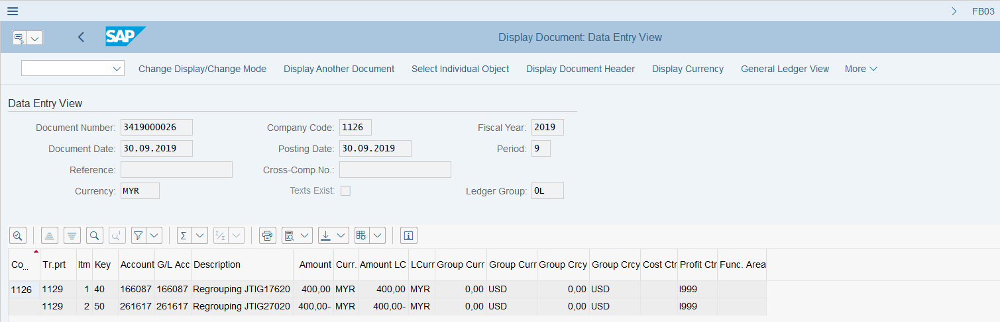 FB03
SAP Display Document: Data Entry View
Change Display/Change Mode Display Another Document Select Individual Object Display Document Header Display Currency General Ledger View More
Data Entry View
Document Number: 3419000026 Company Code: 1126 Fiscal Year: 2019
Document Date: 30.09.2019 Posting Date: 30.09.2019 Period: 9
Reference: Cross-Comp.No.:
Currency: MYR Texts Exist: Ledger Group: 0L
Co... Tr.prt Itm Key Account G/L Acc Description Amount Curr. Amount LC LCurr Group Curr Group Curr Group Crcy Group Crcy Cost Ctr Profit Ctr Func. Area
1126 1129 1 40 166087 166087 Regrouping JTIG17620 400,00 MYR 400,00 MYR 0,00 USD 0,00 USD I999
1129 2 50 261617 261617 Regrouping JTIG27020 400,00- MYR 400,00- MYR 0,00 USD 0,00 USD I999